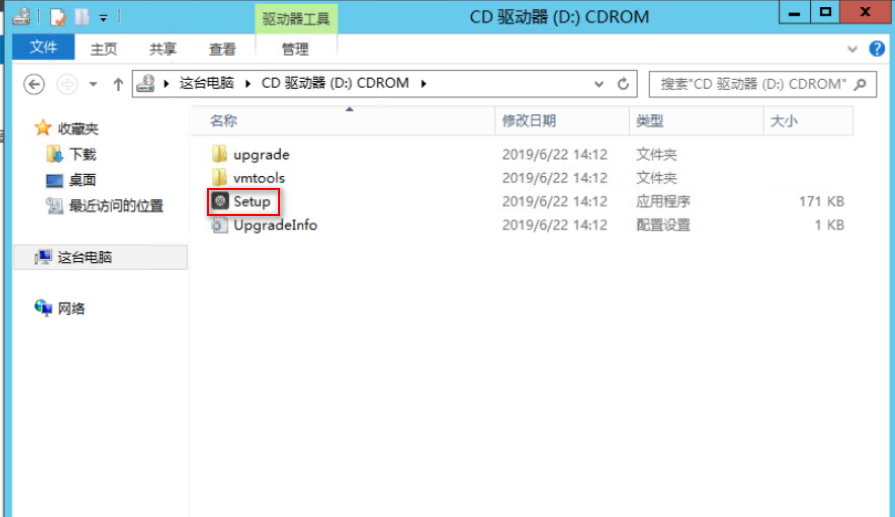 驱动器工具
CD 驱动器 (D:) CDROM
文件 主页 共享 查看 管理
这台电脑 CD 驱动器 (D:) CDROM
搜索"CD 驱动器 (D:) CDROM"
名称 修改日期 类型 大小
收藏夹
下载
桌面
最近访问的位置
这台电脑
网络
upgrade 2019/6/22 14:12 文件夹
vmtools 2019/6/22 14:12 文件夹
Setup 2019/6/22 14:12 应用程序 171 KB
UpgradeInfo 2019/6/22 14:12 配置设置 1 KB